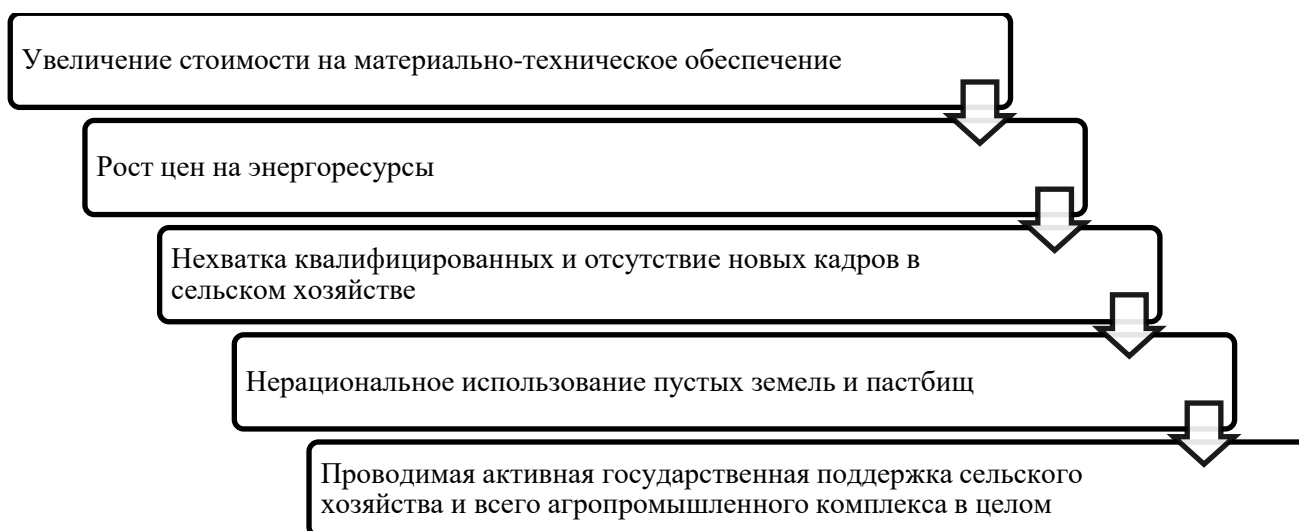 Увеличение стоимости на материально-техническое обеспечение
Рост цен на энергоресурсы
Нехватка квалифицированных и отсутствие новых кадров в
сельском хозяйстве
Нерациональное использование пустых земель и пастбищ
Проводимая активная государственная поддержка сельского
хозяйства и всего агропромышленного комплекса в целом